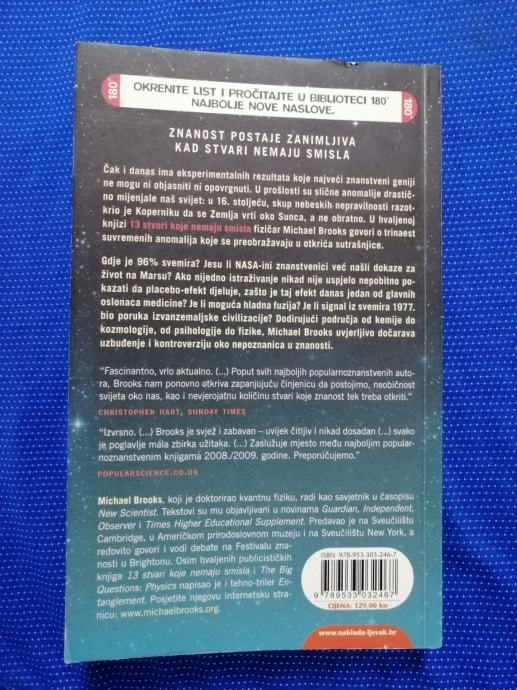 180°
OKRENITE LIST I PROČITAJTE U BIBLIOTECI 180°
NAJBOLJE NOVE NASLOVE.
180°
ZNANOST POSTAJE ZANIMLJIVA
KAD STVARI NEMAJU SMISLA
Čak i danas ima eksperimentalnih rezultata koje najveći znanstveni geniji
ne mogu ni objasniti ni opovrgnuti. U prošlosti su slične anomalije drastič-
no mijenjale naš svijet: u 16. stoljeću, skup nebeskih nepravilnosti razot-
krio je Koperniku da se Zemlja vrti oko Sunca, a ne obratno. U hvaljenoj
knjizi 13 stvari koje nemaju smisla fizičar Michael Brooks govori o trinaest
suvremenih anomalija koje se preobražavaju u otkrića sutrašnjice.
Gdje je 96% svemira? Jesu li NASA-ini znanstvenici već našli dokaze za
život na Marsu? Ako nijedno istraživanje nikad nije uspjelo nepobitno po-
kazati da placebo-efekt djeluje, zašto je taj efekt danas jedan od glavnih
oslonaca medicine? Je li moguća hladna fuzija? Je li signal iz svemira 1977.
bio poruka izvanzemaljske civilizacije? Dodirujući područja od kemije do
kozmologije, od psihologije do fizike, Michael Brooks uvjerljivo dočarava
uzbuđenje i kontroverziju oko nepoznanica u znanosti.
"Fascinantno, vrlo aktualno. (...) Poput svih najboljih popularnoznanstvenih auto-
ra, Brooks nam ponovno otkriva zapanjujuću činjenicu da postojimo, neobičnost
svijeta oko nas, kao i nevjerojatnu količinu stvari koje znanost tek treba otkriti."
CHRISTOPHER HART, SUNDAY TIMES
"Izvrsno. (...) Brooks je svjež i zabavan – uvijek čitljiv i nikad dosadan (...) svako
je poglavlje mala zbirka užitaka. (...) Zaslužuje mjesto među najboljim popular-
noznanstvenim knjigama 2008./2009. godine. Preporučujemo."
POPULARSCIENCE.CO.UK
Michael Brooks, koji je doktorirao kvantnu fiziku, radi kao savjetnik u časopisu
New Scientist. Tekstovi su mu objavljivani u novinama Guardian, Independent,
Observer i Times Higher Educational Supplement. Predavao je na Sveučilištu
Cambridge, u Američkom prirodoslovnom muzeju i na Sveučilištu New York, a
redovito govori i vodi debate na Festivalu zna-
nosti u Brightonu. Osim hvaljenih publicističkih
knjiga 13 stvari koje nemaju smisla i The Big
Questions: Physics napisao je i tehno-triler En-
tanglement. Posjetite njegovu internetsku stra-
nicu: www.michaelbrooks.org.
ISBN 978-953-303-246-7
9 789533 032467
CIJENA: 129,00 kn
www.naklada-ljevak.hr